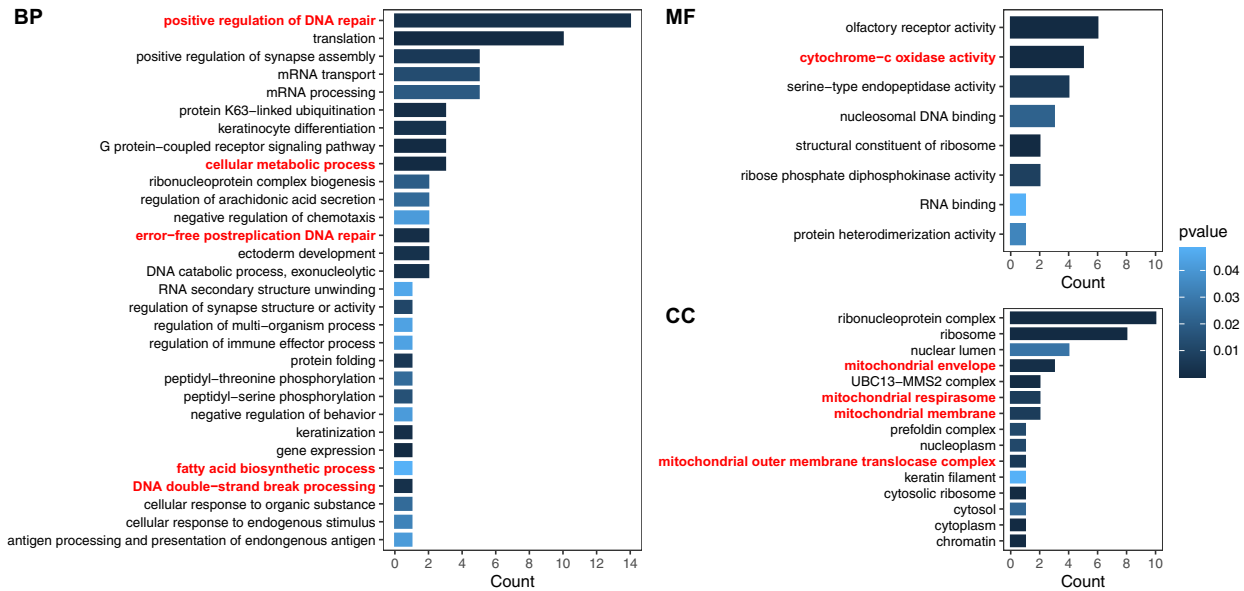 BP
positive regulation of DNA repair
translation
positive regulation of synapse assembly
mRNA transport
mRNA processing
protein K63−linked ubiquitination
keratinocyte differentiation
G protein−coupled receptor signaling pathway
cellular metabolic process
ribonucleoprotein complex biogenesis
regulation of arachidonic acid secretion
negative regulation of chemotaxis
error−free postreplication DNA repair
ectoderm development
DNA catabolic process, exonucleolytic
RNA secondary structure unwinding
regulation of synapse structure or activity
regulation of multi−organism process
regulation of immune effector process
protein folding
peptidyl−threonine phosphorylation
peptidyl−serine phosphorylation
negative regulation of behavior
keratinization
gene expression
fatty acid biosynthetic process
DNA double−strand break processing
cellular response to organic substance
cellular response to endogenous stimulus
antigen processing and presentation of endongenous antigen
0 2 4 6 8 10 12 14
Count
MF
olfactory receptor activity
cytochrome−c oxidase activity
serine−type endopeptidase activity
nucleosomal DNA binding
structural constituent of ribosome
ribose phosphate diphosphokinase activity
RNA binding
protein heterodimerization activity
0 2 4 6 8 10
Count
CC
ribonucleoprotein complex
ribosome
nuclear lumen
mitochondrial envelope
UBC13−MMS2 complex
mitochondrial respirasome
mitochondrial membrane
prefoldin complex
nucleoplasm
mitochondrial outer membrane translocase complex
keratin filament
cytosolic ribosome
cytosol
cytoplasm
chromatin
0 2 4 6 8 10
Count
pvalue
0.04
0.03
0.02
0.01